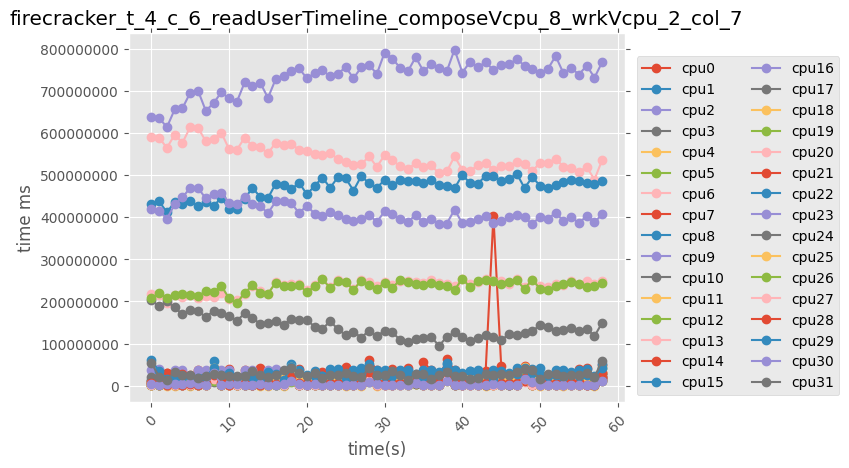 firecracker_t_4_c_6_readUserTimeline_composeVcpu_8_wrkVcpu_2_col_7
800000000
700000000
600000000
500000000
400000000
300000000
200000000
100000000
0
time ms
0
10
20
30
40
50
60
time(s)
cpu0
cpu1
cpu2
cpu3
cpu4
cpu5
cpu6
cpu7
cpu8
cpu9
cpu10
cpu11
cpu12
cpu13
cpu14
cpu15
cpu16
cpu17
cpu18
cpu19
cpu20
cpu21
cpu22
cpu23
cpu24
cpu25
cpu26
cpu27
cpu28
cpu29
cpu30
cpu31